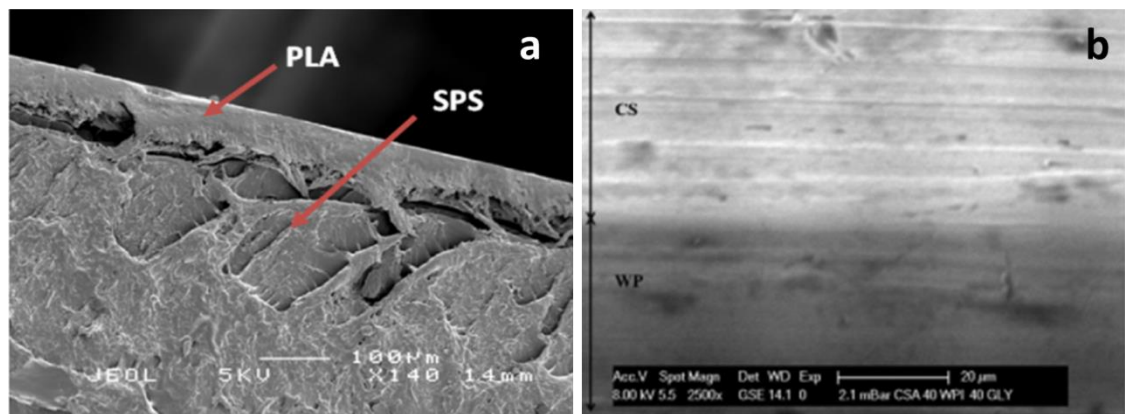 a
PLA
SPS
100μm
JEOL 5KV X140 14mm
b
CS
WP
Acc.V Spot Magn Det WD Exp 20 μm
8.00 kV 5.5 2500x GSE 14.1 0 2.1 mBar CSA 40 WPI 40 GLY